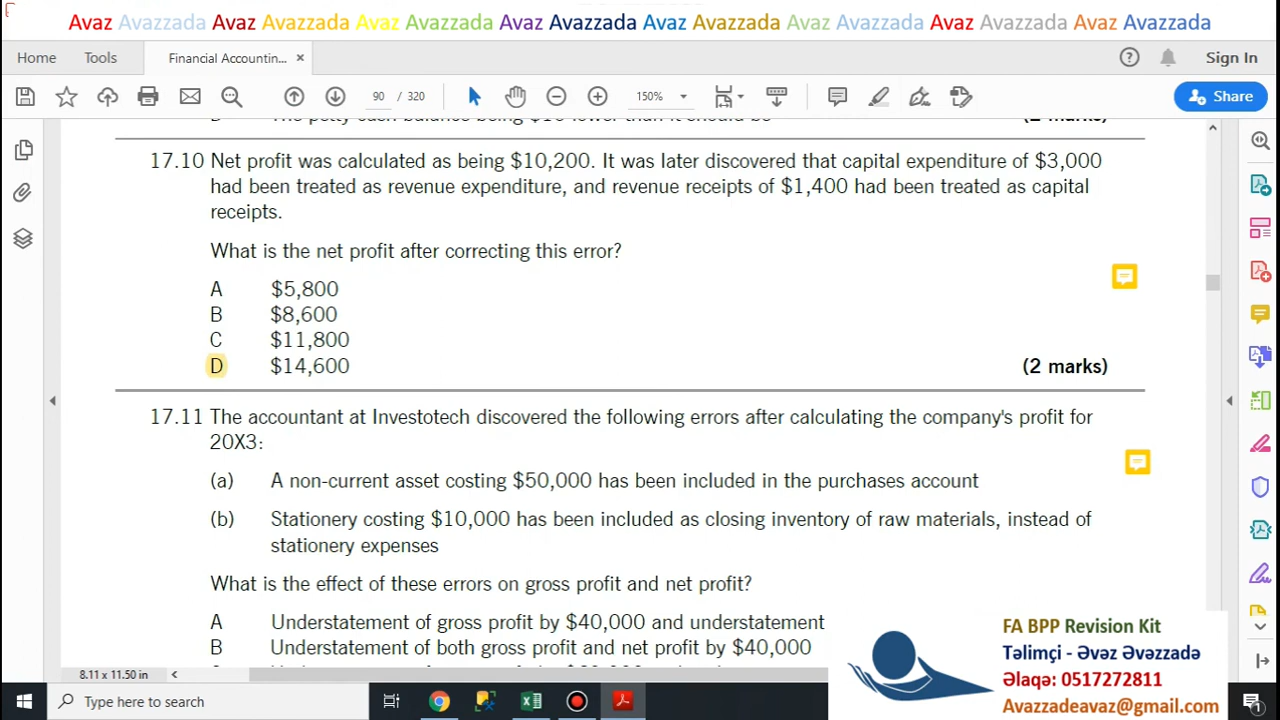 Avaz Avazzada Avaz Avazzada Avaz Avazzada Avaz Avazzada Avaz Avazzada Avaz Avazzada Avaz Avazzada Avaz Avazzada
Home Tools Financial Accountin... × Sign In
90 / 320 150% Share
17.10 Net profit was calculated as being $10,200. It was later discovered that capital expenditure of $3,000
had been treated as revenue expenditure, and revenue receipts of $1,400 had been treated as capital
receipts.
What is the net profit after correcting this error?
A $5,800
B $8,600
C $11,800
D $14,600 (2 marks)
17.11 The accountant at Investotech discovered the following errors after calculating the company's profit for
20X3:
(a) A non-current asset costing $50,000 has been included in the purchases account
(b) Stationery costing $10,000 has been included as closing inventory of raw materials, instead of
stationery expenses
What is the effect of these errors on gross profit and net profit?
A Understatement of gross profit by $40,000 and understatement
B Understatement of both gross profit and net profit by $40,000
8.11 x 11.50 in
FA BPP Revision Kit
Təlimçi - Əvəz Əvəzzadə
Əlaqə: 0517272811
Avazzadeavaz@gmail.com
Type here to search
1